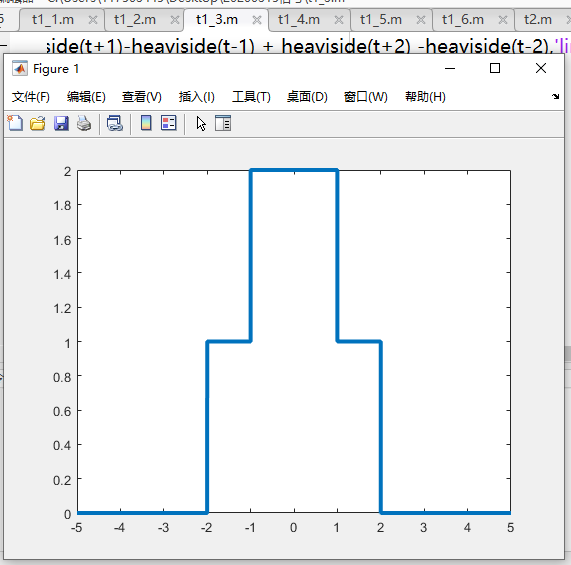 t1_1.m t1_2.m t1_3.m t1_4.m t1_5.m t1_6.m t2.m
side(t+1)-heaviside(t-1) + heaviside(t+2) -heaviside(t-2),'lin
Figure 1
文件(F) 编辑(E) 查看(V) 插入(I) 工具(T) 桌面(D) 窗口(W) 帮助(H)
2
1.8
1.6
1.4
1.2
1
0.8
0.6
0.4
0.2
0
-5 -4 -3 -2 -1 0 1 2 3 4 5